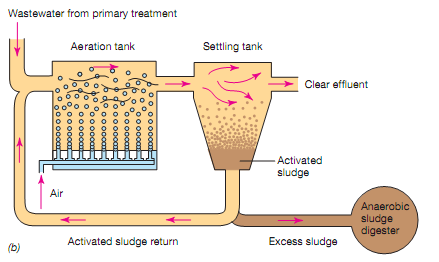 Wastewater from primary treatment
Aeration tank
Settling tank
Clear effluent
Activated
sludge
Air
Anaerobic
sludge
digester
Activated sludge return
Excess sludge
(b)